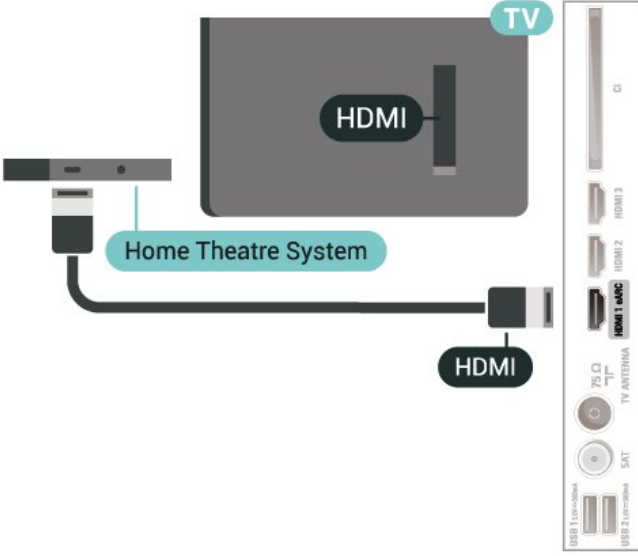 TV
HDMI
Home Theatre System
HDMI
CI
HDMI 3
HDMI 2
HDMI 1 eARC
75 Ω
TV ANTENNA
SAT
USB 1
USB 2